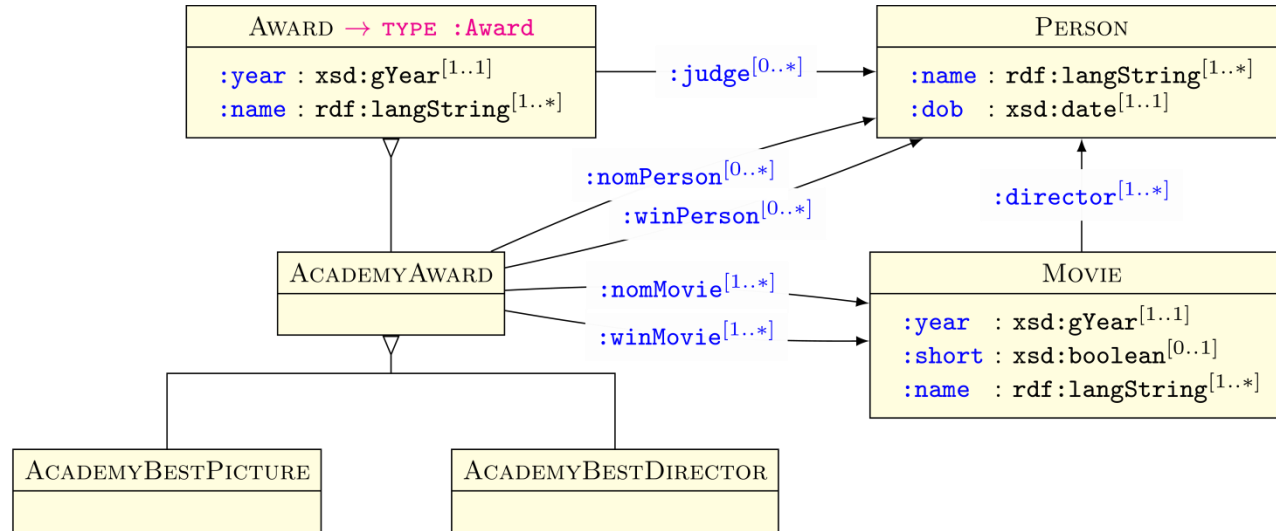 AWARD → TYPE :Award
:year : xsd:gYear[1..1]
:name : rdf:langString[1..*]
:judge[0..*]
PERSON
:name : rdf:langString[1..*]
:dob : xsd:date[1..1]
:nomPerson[0..*]
:winPerson[0..*]
:director[1..*]
ACADEMYAWARD
:nomMovie[1..*]
:winMovie[1..*]
MOVIE
:year : xsd:gYear[1..1]
:short : xsd:boolean[0..1]
:name : rdf:langString[1..*]
ACADEMYBESTPICTURE
ACADEMYBESTDIRECTOR